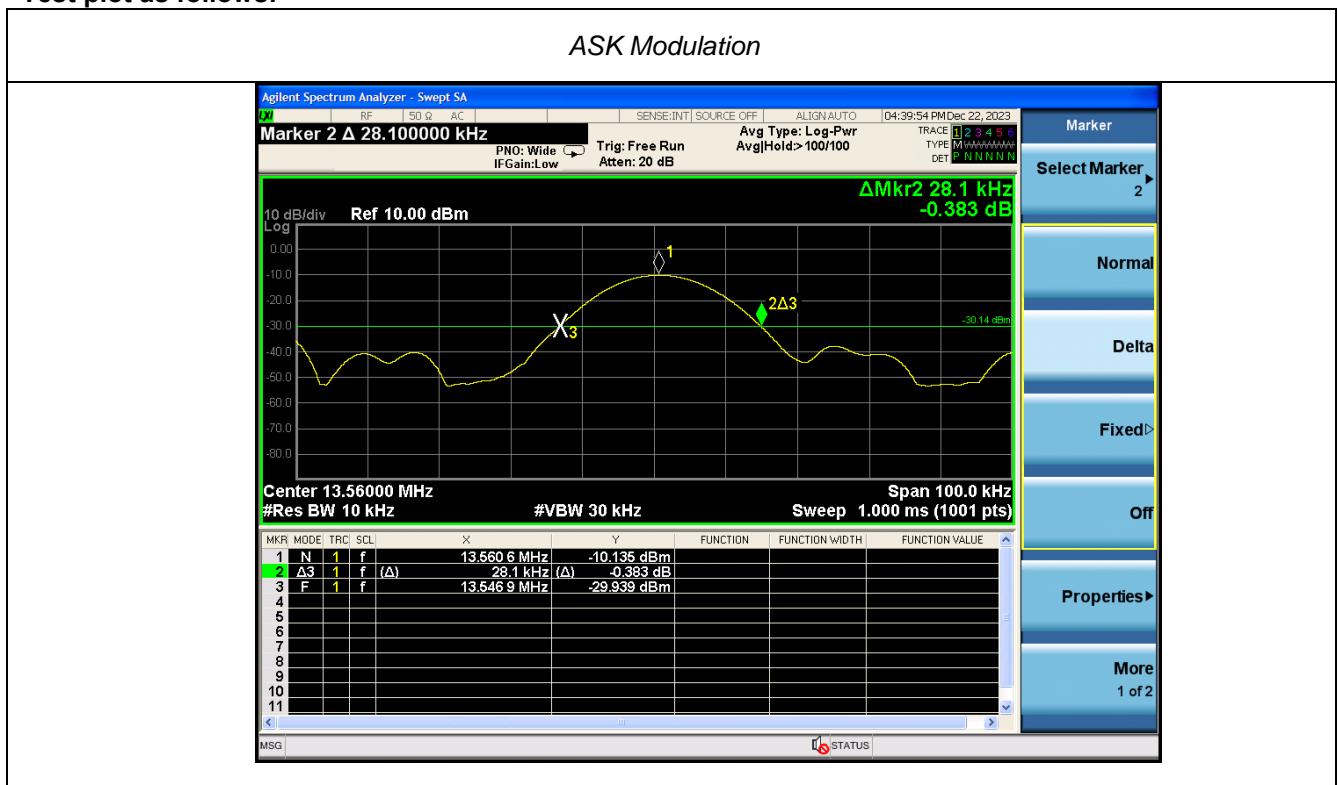 Test plot as follows:
ASK Modulation
Agilent Spectrum Analyzer - Swept SA
LXI RF 50 Ω AC SENSE:INT SOURCE OFF ALIGN AUTO 04:39:54 PM Dec 22, 2023
Marker 2 Δ 28.100000 kHz
PNO: Wide
IFGain:Low
Trig: Free Run
Atten: 20 dB
Avg Type: Log-Pwr
Avg|Hold:>100/100
TRACE 1 2 3 4 5 6
TYPE M WWWWW
DET P N N N N N
ΔMkr2 28.1 kHz
-0.383 dB
10 dB/div Ref 10.00 dBm
Log
0.00
-10.0
-20.0
-30.0
-40.0
-50.0
-60.0
-70.0
-80.0
1
2Δ3
3
-30.14 dBm
Center 13.56000 MHz Span 100.0 kHz
#Res BW 10 kHz #VBW 30 kHz Sweep 1.000 ms (1001 pts)
MKR MODE TRC SCL X Y FUNCTION FUNCTION WIDTH FUNCTION VALUE
1 N 1 f 13.560 6 MHz -10.135 dBm
2 Δ3 1 f (Δ) 28.1 kHz (Δ) -0.383 dB
3 F 1 f 13.546 9 MHz -29.939 dBm
4
5
6
7
8
9
10
11
MSG STATUS
Marker
Select Marker
2
Normal
Delta
Fixed
Off
Properties
More
1 of 2